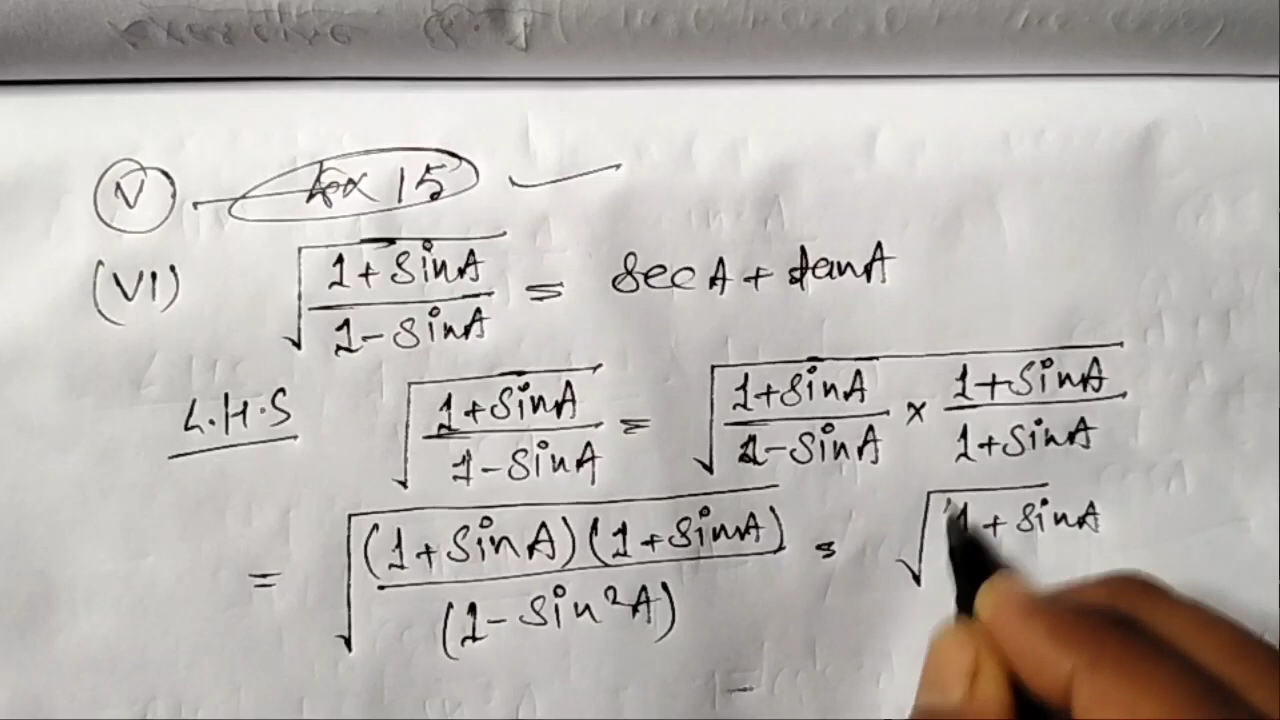 (V) Ex 15
(VI) √((1+SinA)/(1-SinA)) = SecA + tanA
L.H.S √((1+SinA)/(1-SinA)) = √((1+SinA)/(1-SinA) × (1+SinA)/(1+SinA))
= √((1+SinA)(1+SinA)/(1-Sin²A)) = √(1+SinA